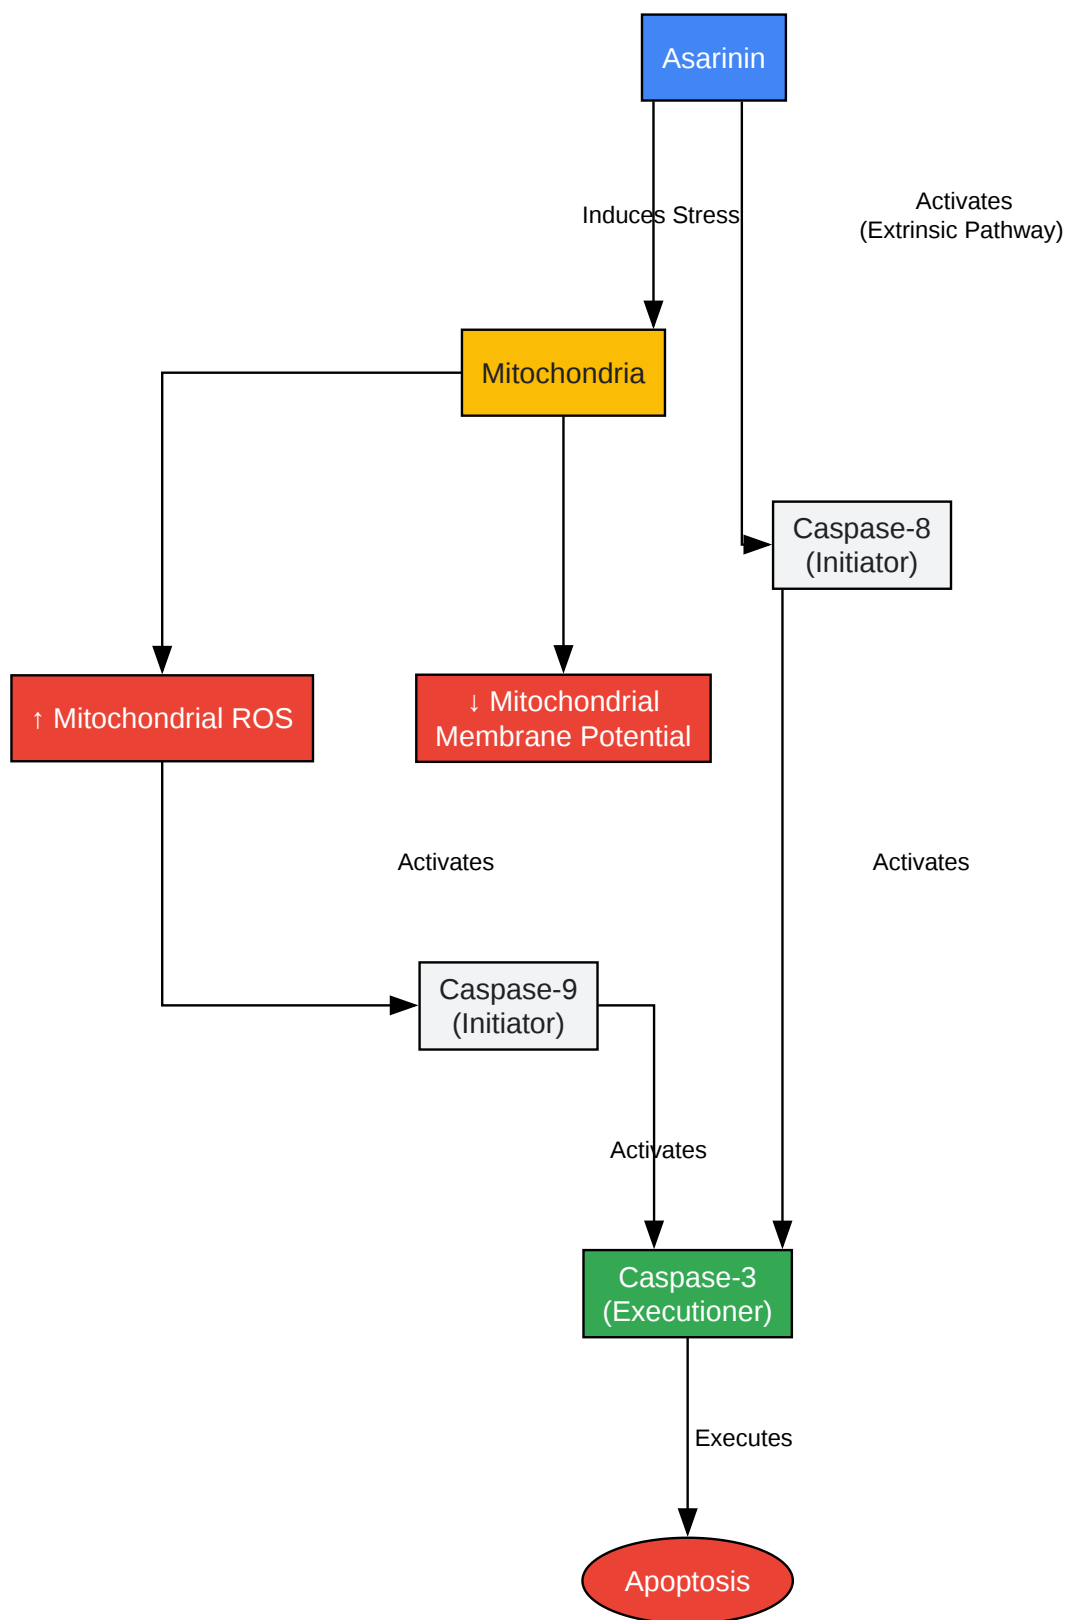 Asarinin
Induces Stress
Activates
(Extrinsic Pathway)
Mitochondria
Caspase-8
(Initiator)
↑ Mitochondrial ROS
↓ Mitochondrial
Membrane Potential
Activates
Activates
Caspase-9
(Initiator)
Activates
Caspase-3
(Executioner)
Executes
Apoptosis